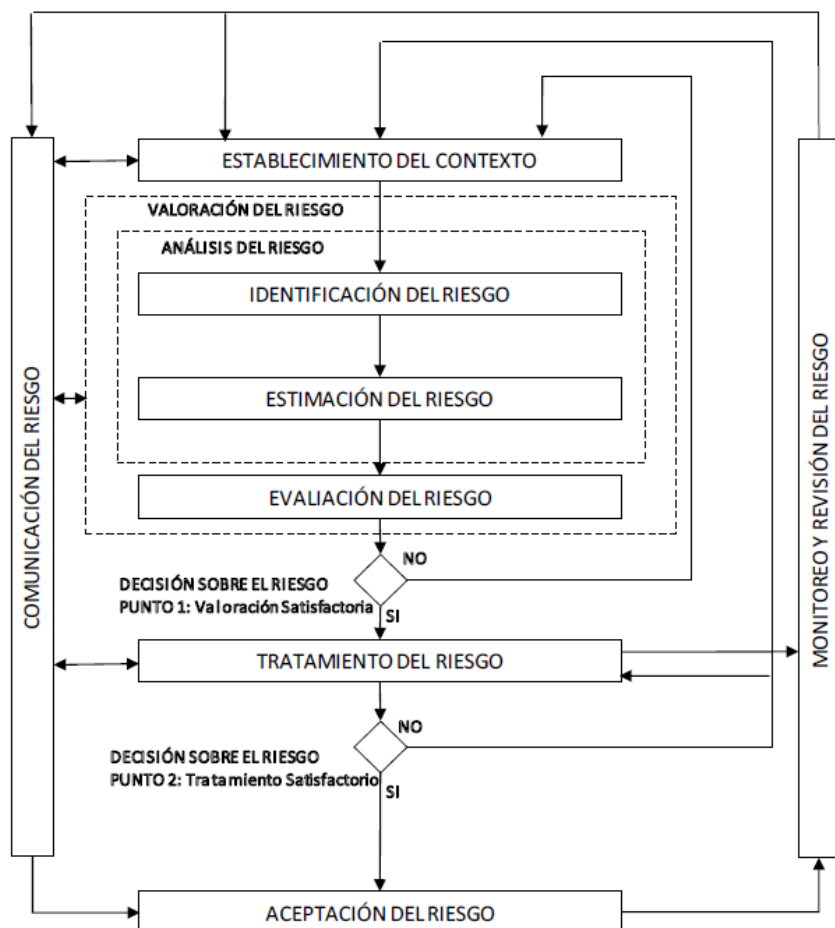 ESTABLECIMIENTO DEL CONTEXTO
VALORACIÓN DEL RIESGO
ANÁLISIS DEL RIESGO
IDENTIFICACIÓN DEL RIESGO
ESTIMACIÓN DEL RIESGO
EVALIACIÓN DEL RIESGO
NO
DECISIÓN SOBRE EL RIESGO
PUNTO 1: Valoración Satisfactoria
SI
TRATAMIENTO DEL RIESGO
NO
DECISIÓN SOBRE EL RIESGO
PUNTO 2: Tratamiento Satisfactorio
SI
ACEPTACIÓN DEL RIESGO
COMUNICACIÓN DEL RIESGO
MONITOREO Y REVISIÓN DEL RIESGO